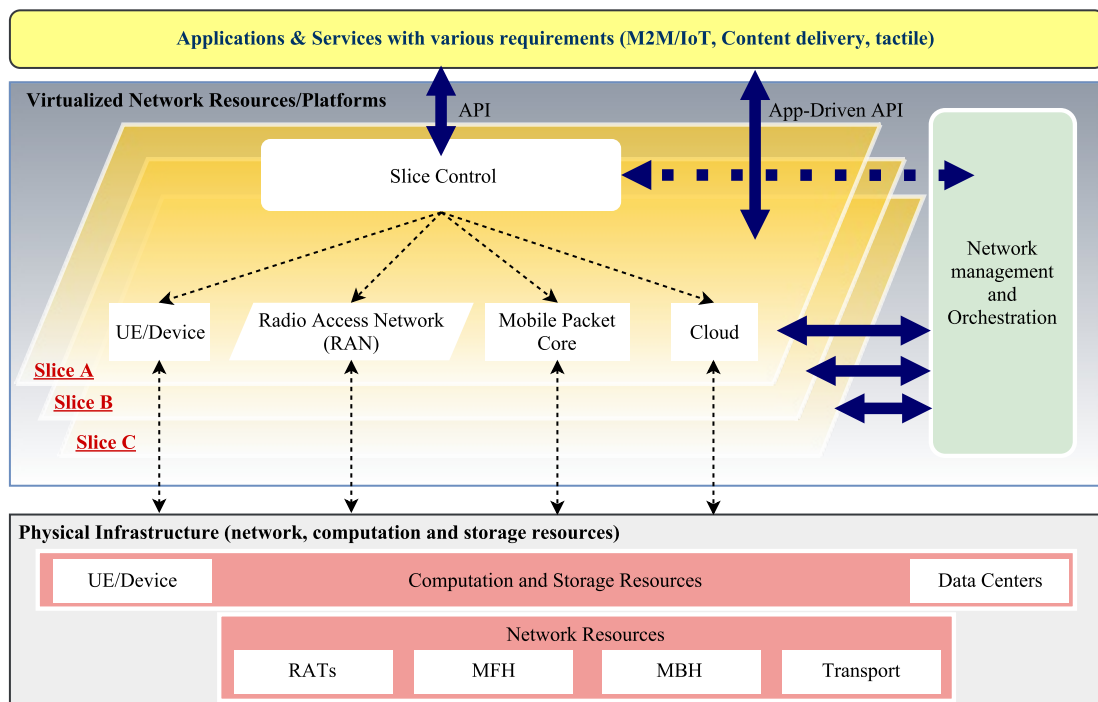 Applications & Services with various requirements (M2M/IoT, Content delivery, tactile)
Virtualized Network Resources/Platforms
API
App-Driven API
Slice Control
Network
management
and
Orchestration
UE/Device
Radio Access Network
(RAN)
Mobile Packet
Core
Cloud
Slice A
Slice B
Slice C
Physical Infrastructure (network, computation and storage resources)
UE/Device
Computation and Storage Resources
Data Centers
Network Resources
RATs
MFH
MBH
Transport